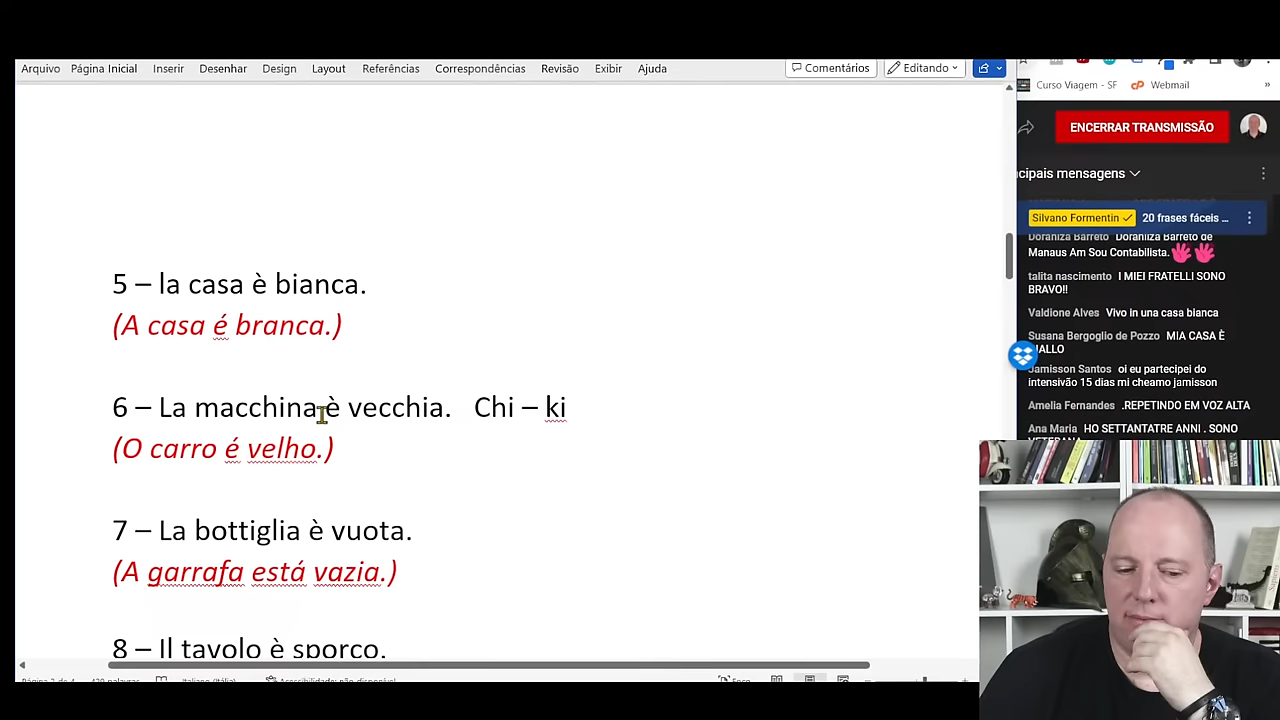 Arquivo Página Inicial Inserir Desenhar Design Layout Referências Correspondências Revisão Exibir Ajuda
Comentários Editando
5 – la casa è bianca.
(A casa é branca.)
6 – La macchina è vecchia. Chi – ki
(O carro é velho.)
7 – La bottiglia è vuota.
(A garrafa está vazia.)
8 – Il tavolo è sporco.
Curso Viagem - SF Webmail »
ENCERRAR TRANSMISSÃO
ncipais mensagens
Silvano Formentin 20 frases fáceis ...
Doraniza Barreto Doranilza Barreto de
Manaus Am Sou Contabilista.
talita nascimento I MIEI FRATELLI SONO
BRAVO!!
Valdione Alves Vivo in una casa bianca
Susana Bergoglio de Pozzo MIA CASA È
Jamisson Santos oi eu partecipei do
intensivão 15 dias mi cheamo jamisson
Amelia Fernandes .REPETINDO EM VOZ ALTA
Ana Maria HO SETTANTATRE ANNI . SONO